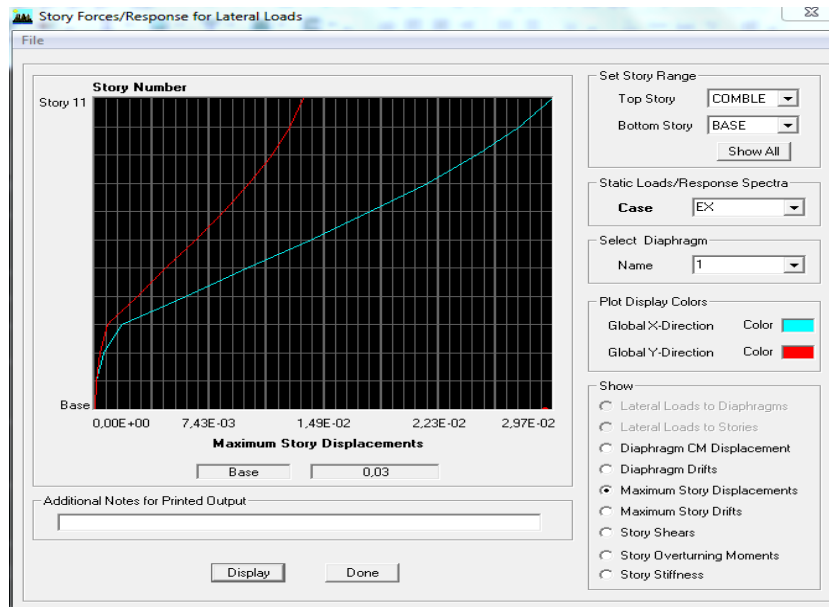 Story Forces/Response for Lateral Loads
File
Story Number
Story 11
Base
0,00E+00 7,43E-03 1,49E-02 2,23E-02 2,97E-02
Maximum Story Displacements
Base 0,03
Additional Notes for Printed Output
Display Done
Set Story Range
Top Story COMBLE
Bottom Story BASE
Show All
Static Loads/Response Spectra
Case EX
Select Diaphragm
Name 1
Plot Display Colors
Global X-Direction Color
Global Y-Direction Color
Show
Lateral Loads to Diaphragms
Lateral Loads to Stories
Diaphragm CM Displacement
Diaphragm Drifts
Maximum Story Displacements
Maximum Story Drifts
Story Shears
Story Overturning Moments
Story Stiffness